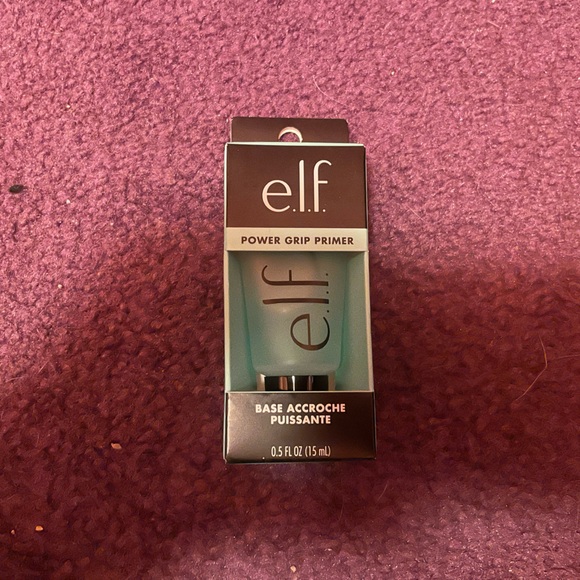 e.l.f.
POWER GRIP PRIMER
e.l.f.
BASE ACCROCHE
PUISSANTE
0.5 FL OZ (15 mL)